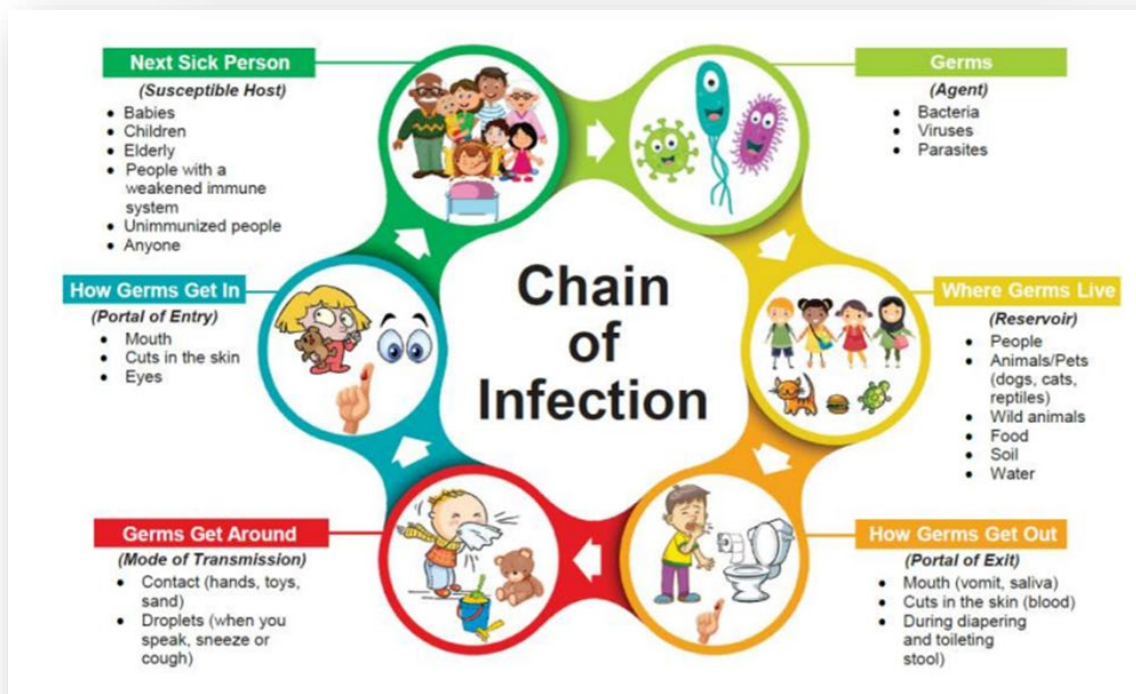 Chain
of
Infection
Germs
(Agent)
• Bacteria
• Viruses
• Parasites
Where Germs Live
(Reservoir)
• People
• Animals/Pets
(dogs, cats,
reptiles)
• Wild animals
• Food
• Soil
• Water
How Germs Get Out
(Portal of Exit)
• Mouth (vomit, saliva)
• Cuts in the skin (blood)
• During diapering
and toileting
stool)
Germs Get Around
(Mode of Transmission)
• Contact (hands, toys,
sand)
• Droplets (when you
speak, sneeze or
cough)
How Germs Get In
(Portal of Entry)
• Mouth
• Cuts in the skin
• Eyes
Next Sick Person
(Susceptible Host)
• Babies
• Children
• Elderly
• People with a
weakened immune
system
• Unimmunized people
• Anyone